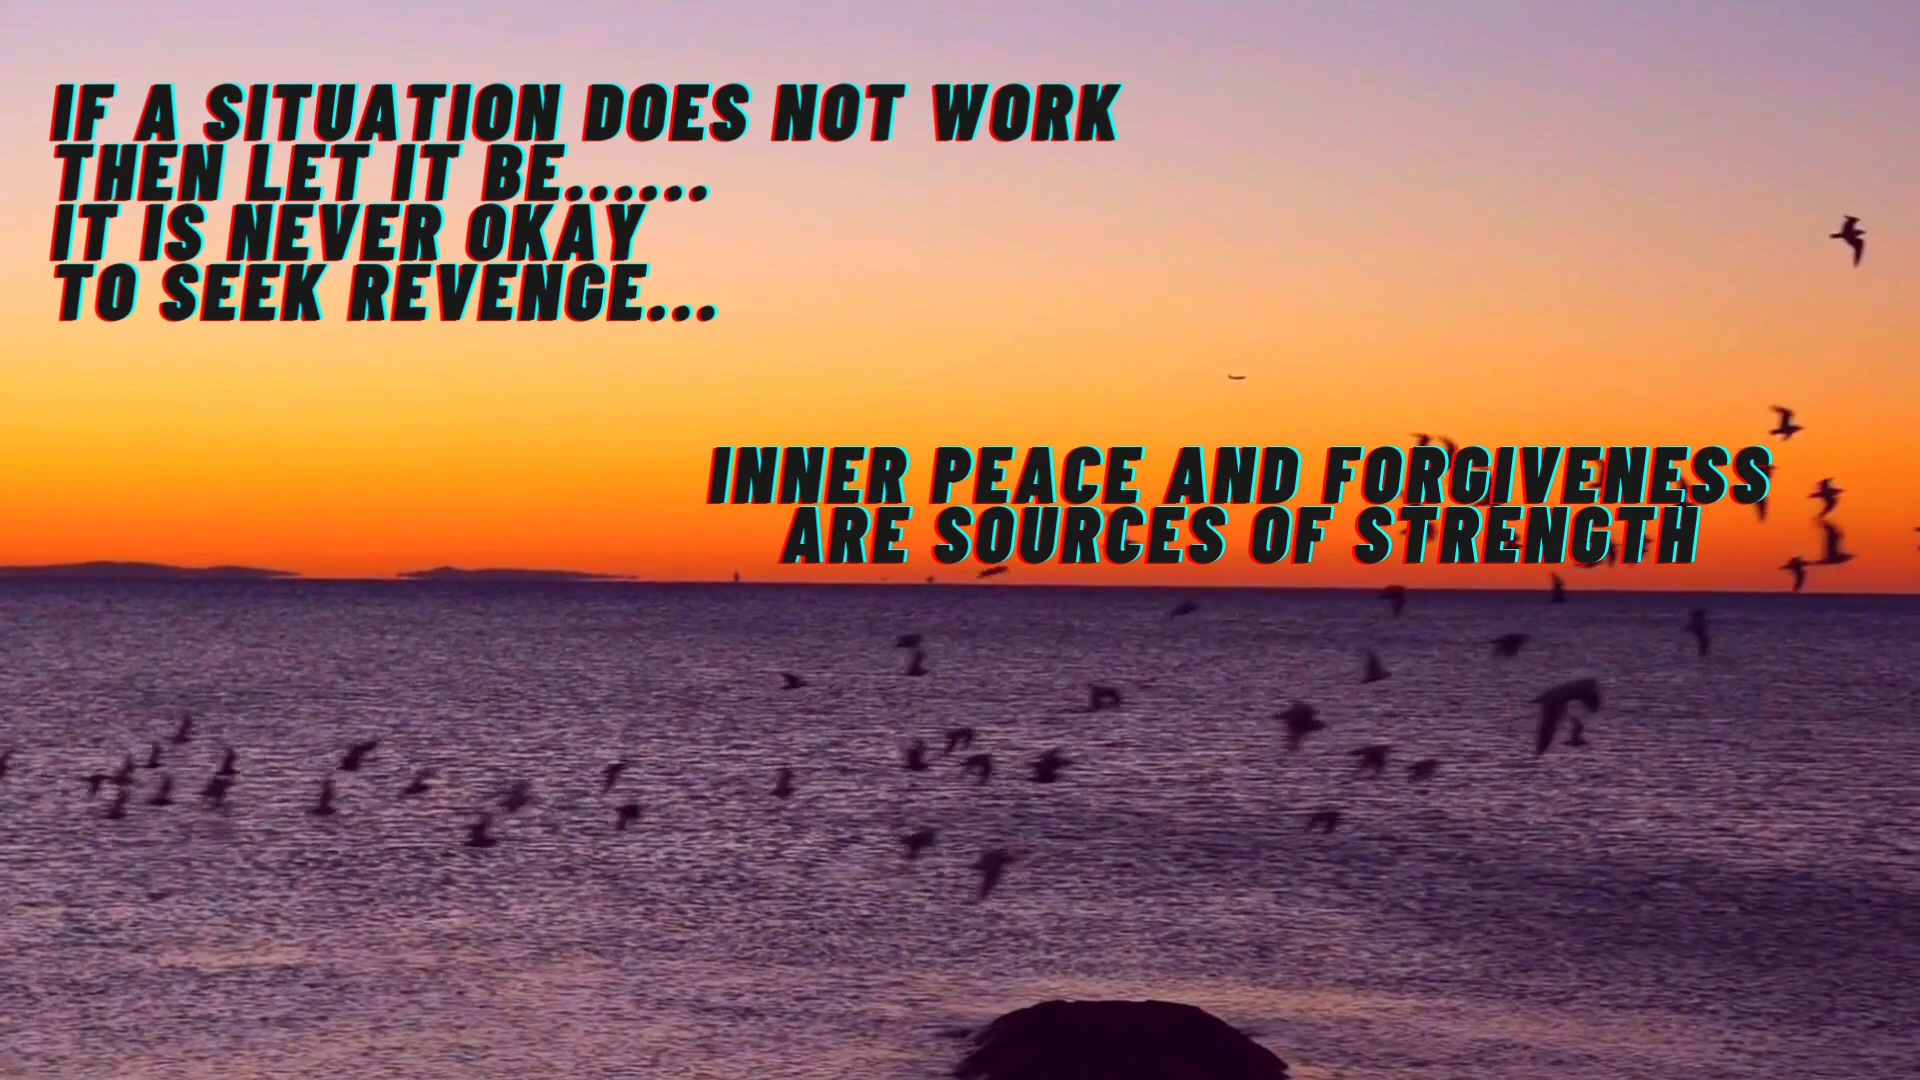 IF A SITUATION DOES NOT WORK
THEN LET IT BE......
IT IS NEVER OKAY
TO SEEK REVENGE...
INNER PEACE AND FORGIVENESS
ARE SOURCES OF STRENGTH